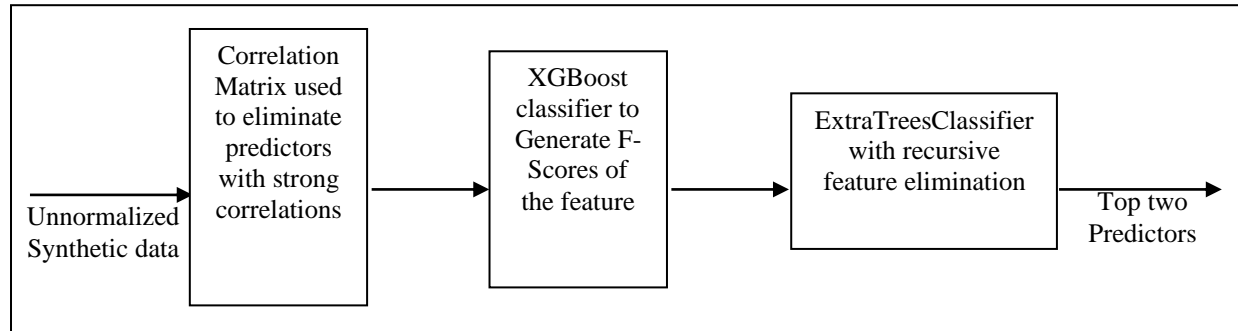 Unnormalized
Synthetic data
Correlation
Matrix used
to eliminate
predictors
with strong
correlations
XGBoost
classifier to
Generate F-
Scores of
the feature
ExtraTreesClassifier
with recursive
feature elimination
Top two
Predictors